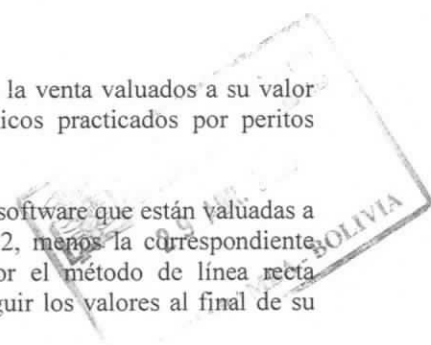 la venta valuados a su valor
icos practicados por peritos
software que están valuadas a
2, menos la correspondiente
or el método de línea recta
guir los valores al final de su
BOLIVIA